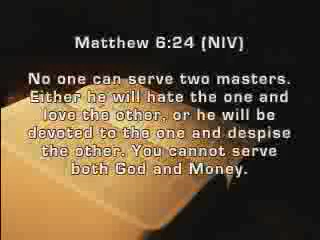 Matthew 6:24 (NIV)
No one can serve two masters.
Either he will hate the one and
love the other, or he will be
devoted to the one and despise
the other. You cannot serve
both God and Money.